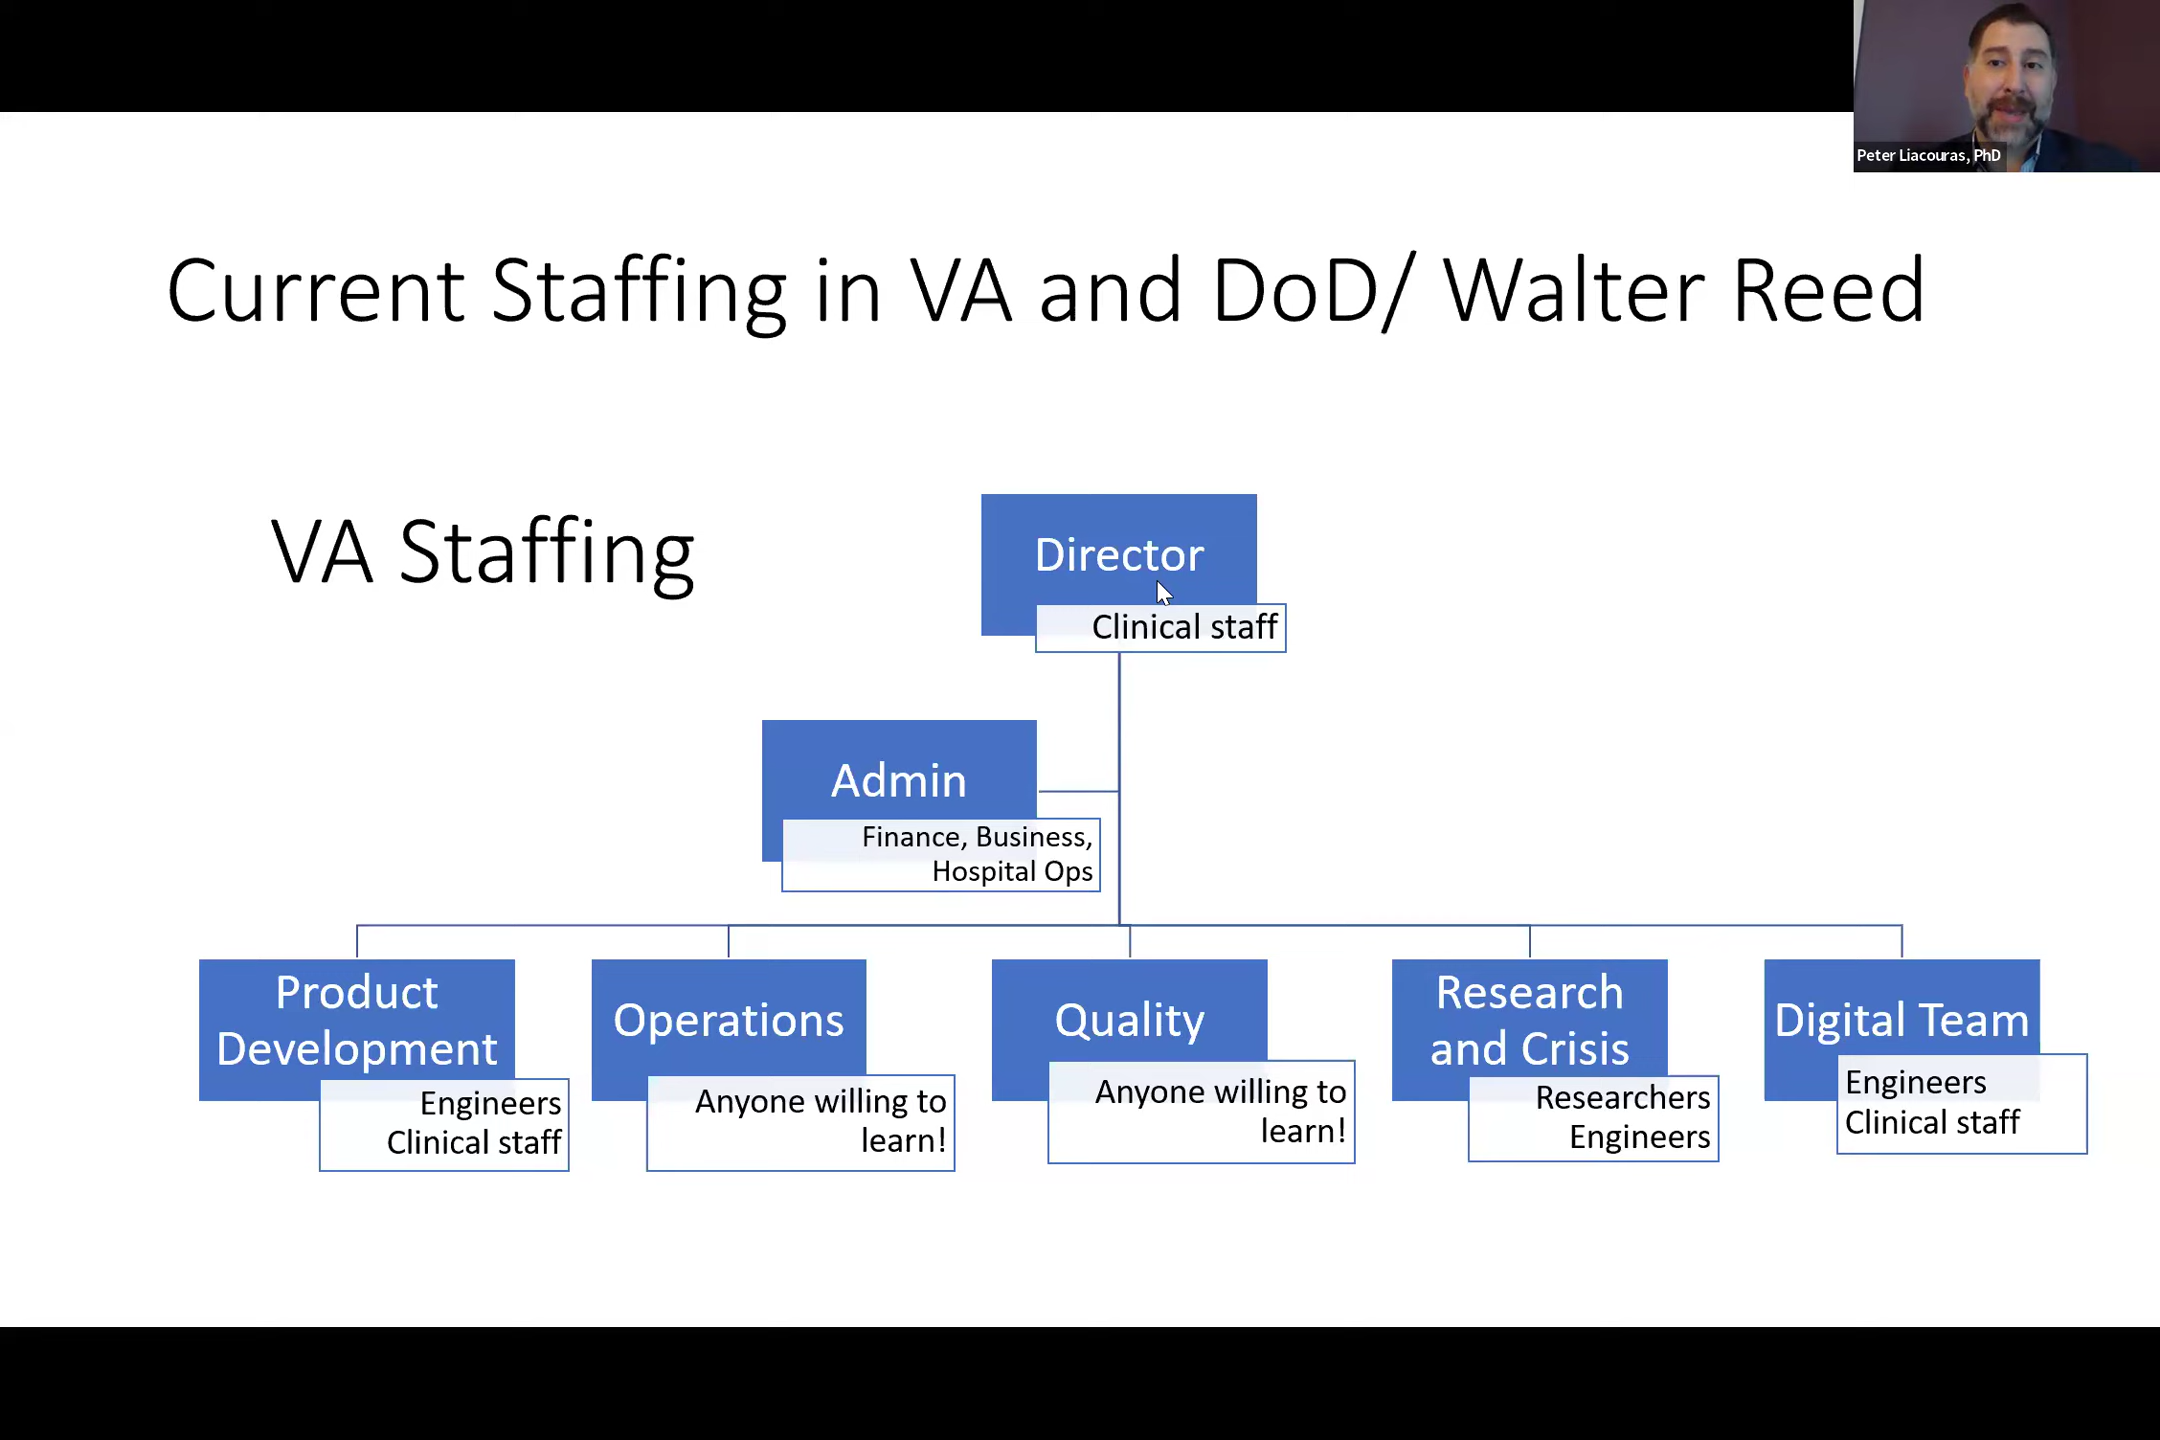 Peter Liacouras, PhD
Current Staffing in VA and DoD/ Walter Reed
VA Staffing
Director
Clinical staff
Admin
Finance, Business,
Hospital Ops
Product
Development
Engineers
Clinical staff
Operations
Anyone willing to
learn!
Quality
Anyone willing to
learn!
Research
and Crisis
Researchers
Engineers
Digital Team
Engineers
Clinical staff